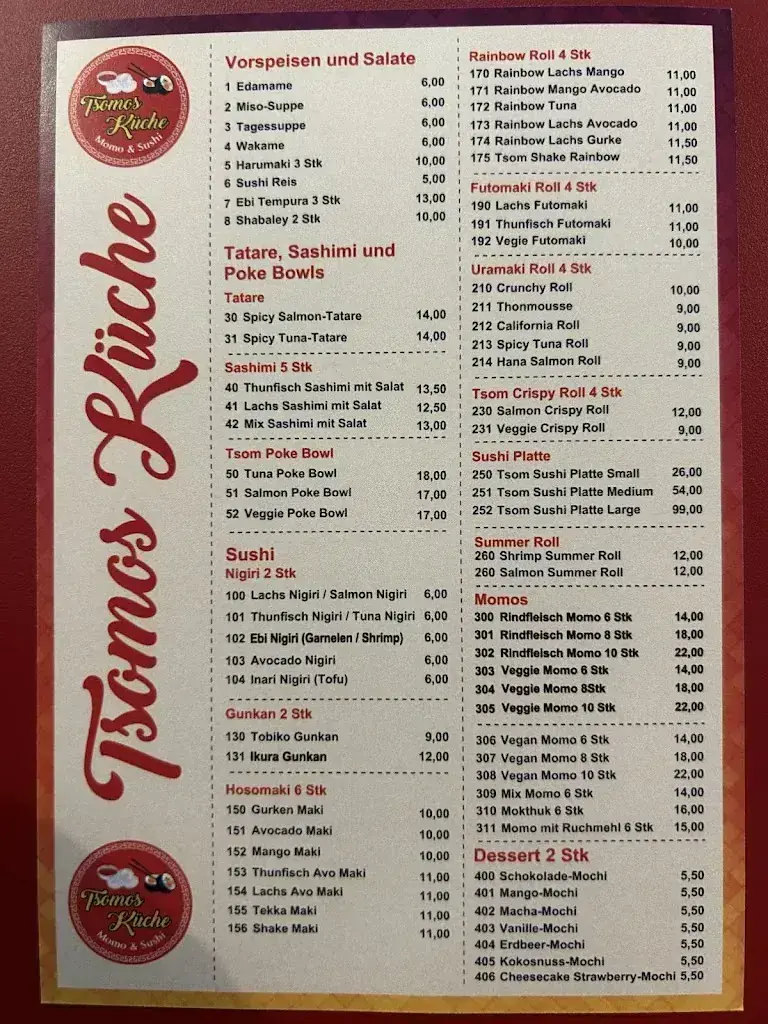 Tsomos
Küche
Momo & Sushi
Tsomos Küche
Tsomos
Küche
Momo & Sushi
Vorspeisen und Salate
1 Edamame 6,00
2 Miso-Suppe 6,00
3 Tagessuppe 6,00
4 Wakame 6,00
5 Harumaki 3 Stk 10,00
6 Sushi Reis 5,00
7 Ebi Tempura 3 Stk 13,00
8 Shabaley 2 Stk 10,00
Tatare, Sashimi und
Poke Bowls
Tatare
30 Spicy Salmon-Tatare 14,00
31 Spicy Tuna-Tatare 14,00
Sashimi 5 Stk
40 Thunfisch Sashimi mit Salat 13,50
41 Lachs Sashimi mit Salat 12,50
42 Mix Sashimi mit Salat 13,00
Tsom Poke Bowl
50 Tuna Poke Bowl 18,00
51 Salmon Poke Bowl 17,00
52 Veggie Poke Bowl 17,00
Sushi
Nigiri 2 Stk
100 Lachs Nigiri / Salmon Nigiri 6,00
101 Thunfisch Nigiri / Tuna Nigiri 6,00
102 Ebi Nigiri (Garnelen / Shrimp) 6,00
103 Avocado Nigiri 6,00
104 Inari Nigiri (Tofu) 6,00
Gunkan 2 Stk
130 Tobiko Gunkan 9,00
131 Ikura Gunkan 12,00
Hosomaki 6 Stk
150 Gurken Maki 10,00
151 Avocado Maki 10,00
152 Mango Maki 10,00
153 Thunfisch Avo Maki 11,00
154 Lachs Avo Maki 11,00
155 Tekka Maki 11,00
156 Shake Maki 11,00
Rainbow Roll 4 Stk
170 Rainbow Lachs Mango 11,00
171 Rainbow Mango Avocado 11,00
172 Rainbow Tuna 11,00
173 Rainbow Lachs Avocado 11,00
174 Rainbow Lachs Gurke 11,50
175 Tsom Shake Rainbow 11,50
Futomaki Roll 4 Stk
190 Lachs Futomaki 11,00
191 Thunfisch Futomaki 11,00
192 Vegie Futomaki 10,00
Uramaki Roll 4 Stk
210 Crunchy Roll 10,00
211 Thonmousse 9,00
212 California Roll 9,00
213 Spicy Tuna Roll 9,00
214 Hana Salmon Roll 9,00
Tsom Crispy Roll 4 Stk
230 Salmon Crispy Roll 12,00
231 Veggie Crispy Roll 9,00
Sushi Platte
250 Tsom Sushi Platte Small 26,00
251 Tsom Sushi Platte Medium 54,00
252 Tsom Sushi Platte Large 99,00
Summer Roll
260 Shrimp Summer Roll 12,00
260 Salmon Summer Roll 12,00
Momos
300 Rindfleisch Momo 6 Stk 14,00
301 Rindfleisch Momo 8 Stk 18,00
302 Rindfleisch Momo 10 Stk 22,00
303 Veggie Momo 6 Stk 14,00
304 Veggie Momo 8Stk 18,00
305 Veggie Momo 10 Stk 22,00
306 Vegan Momo 6 Stk 14,00
307 Vegan Momo 8 Stk 18,00
308 Vegan Momo 10 Stk 22,00
309 Mix Momo 6 Stk 14,00
310 Mokthuk 6 Stk 16,00
311 Momo mit Ruchmehl 6 Stk 15,00
Dessert 2 Stk
400 Schokolade-Mochi 5,50
401 Mango-Mochi 5,50
402 Macha-Mochi 5,50
403 Vanille-Mochi 5,50
404 Erdbeer-Mochi 5,50
405 Kokosnuss-Mochi 5,50
406 Cheesecake Strawberry-Mochi 5,50